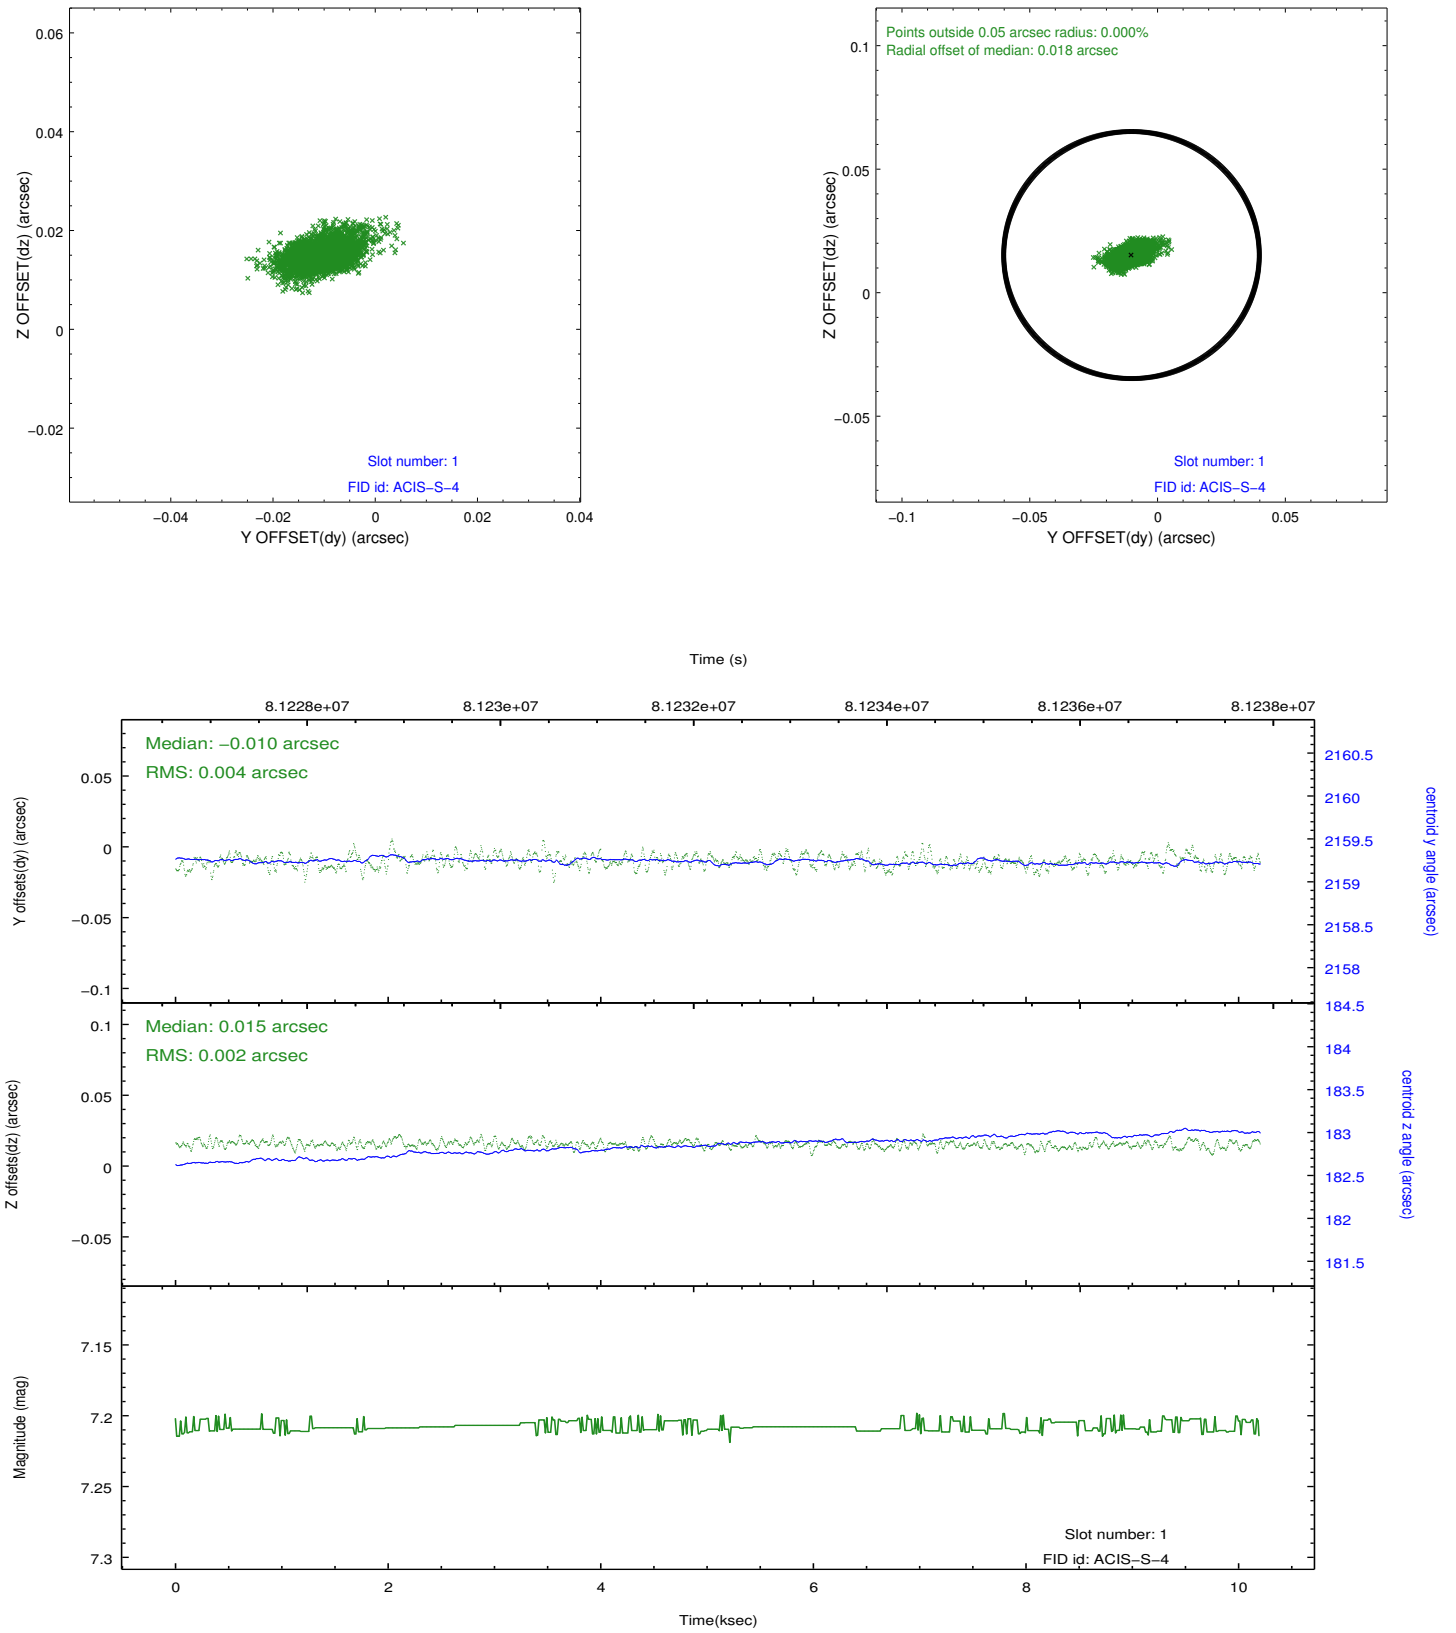 0.06
0.04
0.02
0
−0.02
Z OFFSET(dz) (arcsec)
Slot number: 1
FID id: ACIS−S−4
−0.04
−0.02
0
0.02
0.04
Y OFFSET(dy) (arcsec)
Points outside 0.05 arcsec radius: 0.000%
Radial offset of median: 0.018 arcsec
0.1
0.05
0
−0.05
Z OFFSET(dz) (arcsec)
Slot number: 1
FID id: ACIS−S−4
−0.1
−0.05
0
0.05
Y OFFSET(dy) (arcsec)
Time (s)
8.1228e+07
8.123e+07
8.1232e+07
8.1234e+07
8.1236e+07
8.1238e+07
Median: −0.010 arcsec
RMS: 0.004 arcsec
0.05
0
−0.05
−0.1
Y offsets(dy) (arcsec)
2160.5
2160
2159.5
2159
2158.5
2158
centroid y angle (arcsec)
Median: 0.015 arcsec
RMS: 0.002 arcsec
0.1
0.05
0
−0.05
Z offsets(dz) (arcsec)
184.5
184
183.5
183
182.5
182
181.5
centroid z angle (arcsec)
7.15
7.2
7.25
7.3
Magnitude (mag)
Slot number: 1
FID id: ACIS−S−4
0
2
4
6
8
10
Time(ksec)